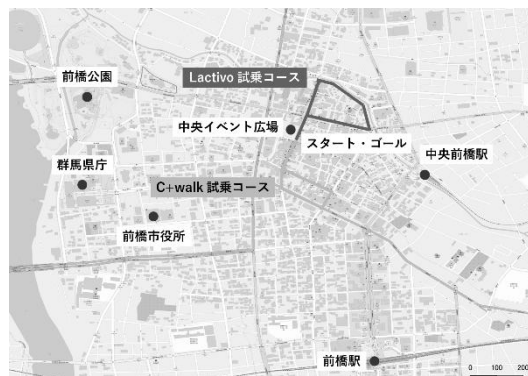 前橋公園
Lactivo 試乗コース
中央イベント広場
スタート・ゴール
群馬県庁
C+walk 試乗コース
中央前橋駅
前橋市役所
前橋駅
0 100 200